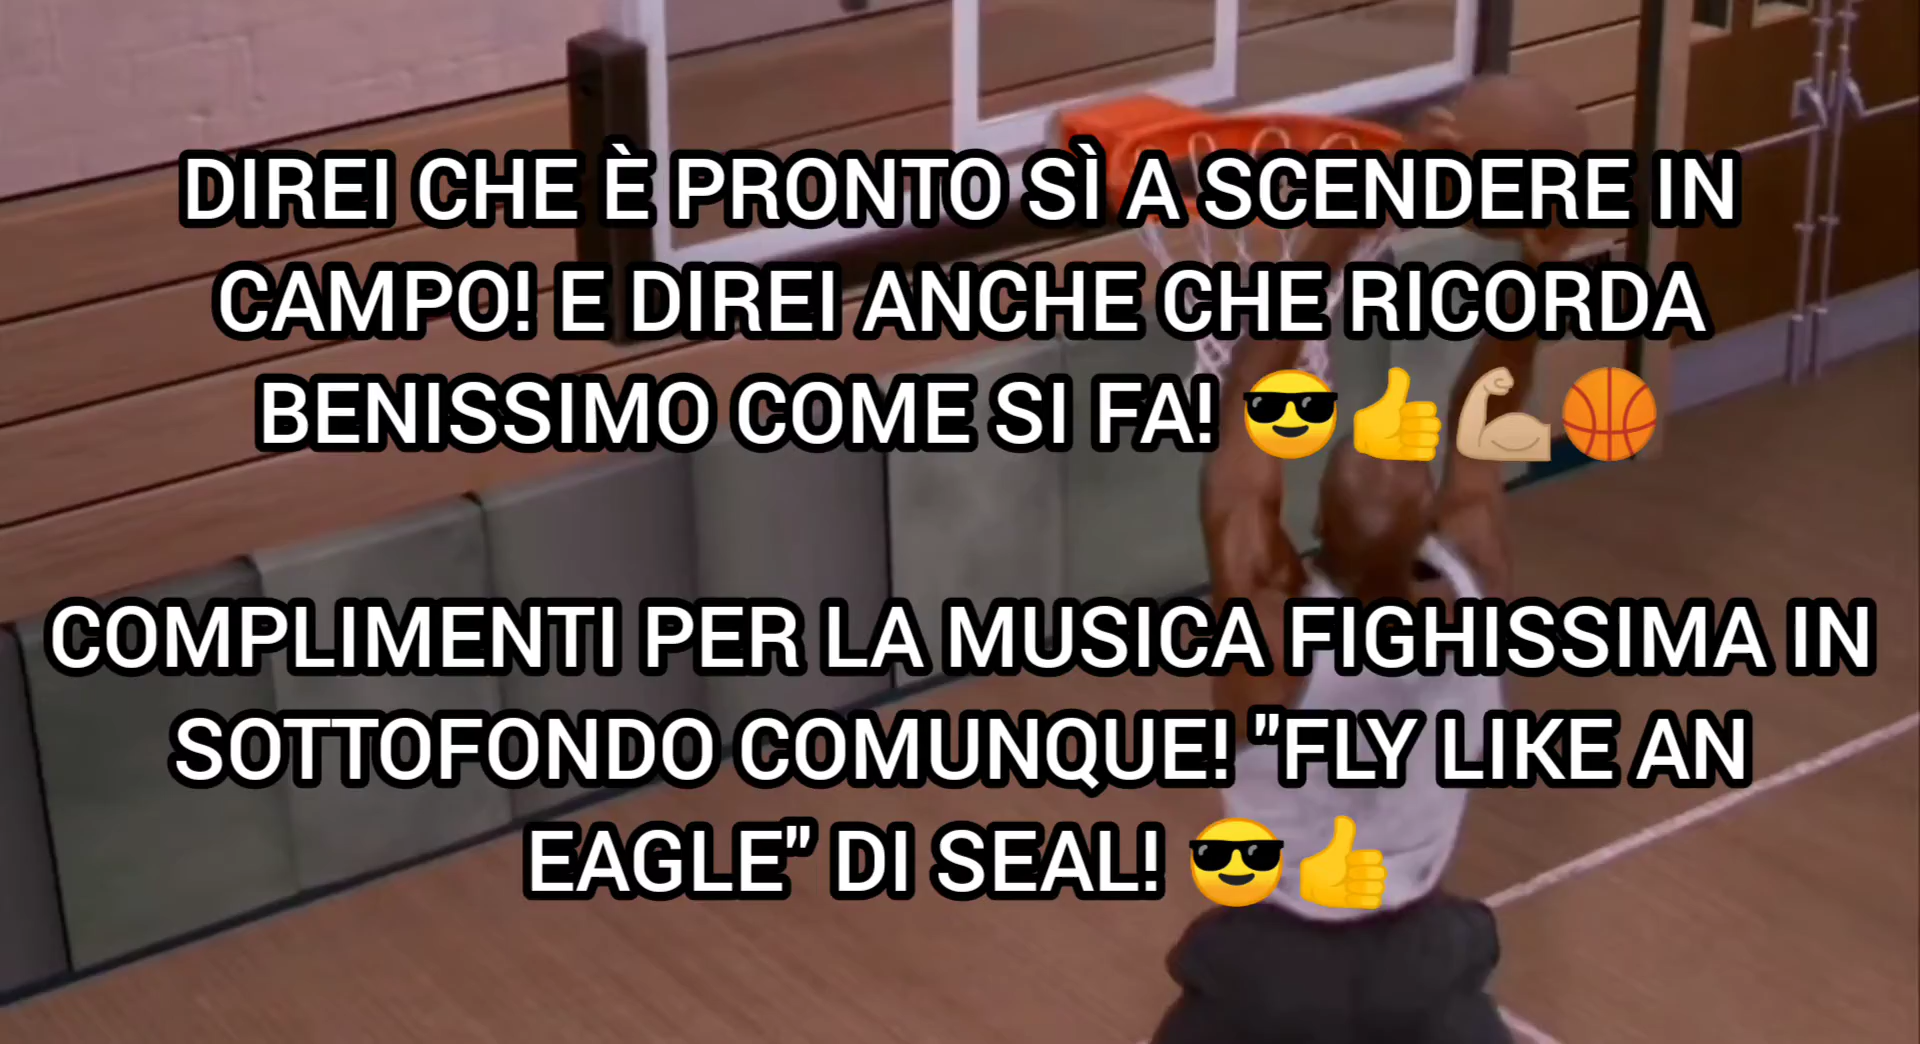 DIREI CHE È PRONTO SÌ A SCENDERE IN
CAMPO! E DIREI ANCHE CHE RICORDA
BENISSIMO COME SI FA! 😎👍💪🏼🏀
COMPLIMENTI PER LA MUSICA FIGHISSIMA IN
SOTTOFONDO COMUNQUE! "FLY LIKE AN
EAGLE" DI SEAL! 😎👍